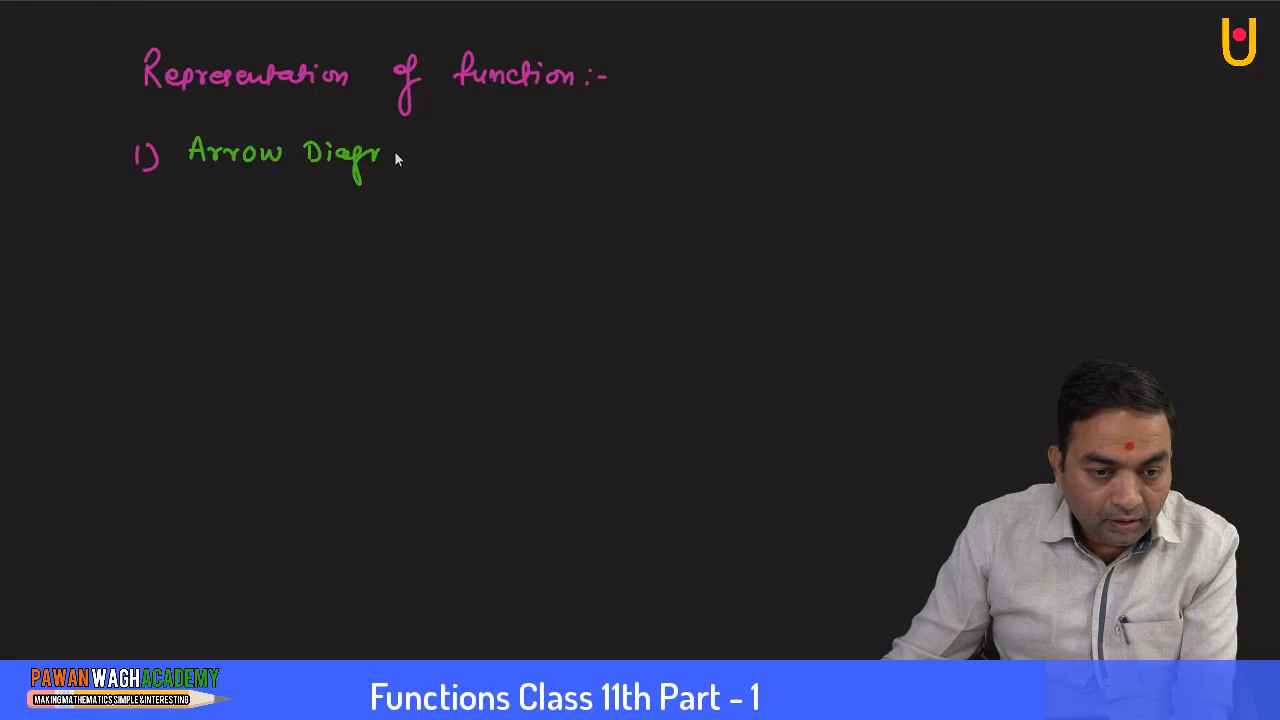 Representation of function :-
1) Arrow Diagr
PAWAN WAGH ACADEMY
MAKING MATHEMATICS SIMPLE & INTERESTING
Functions Class 11th Part - 1